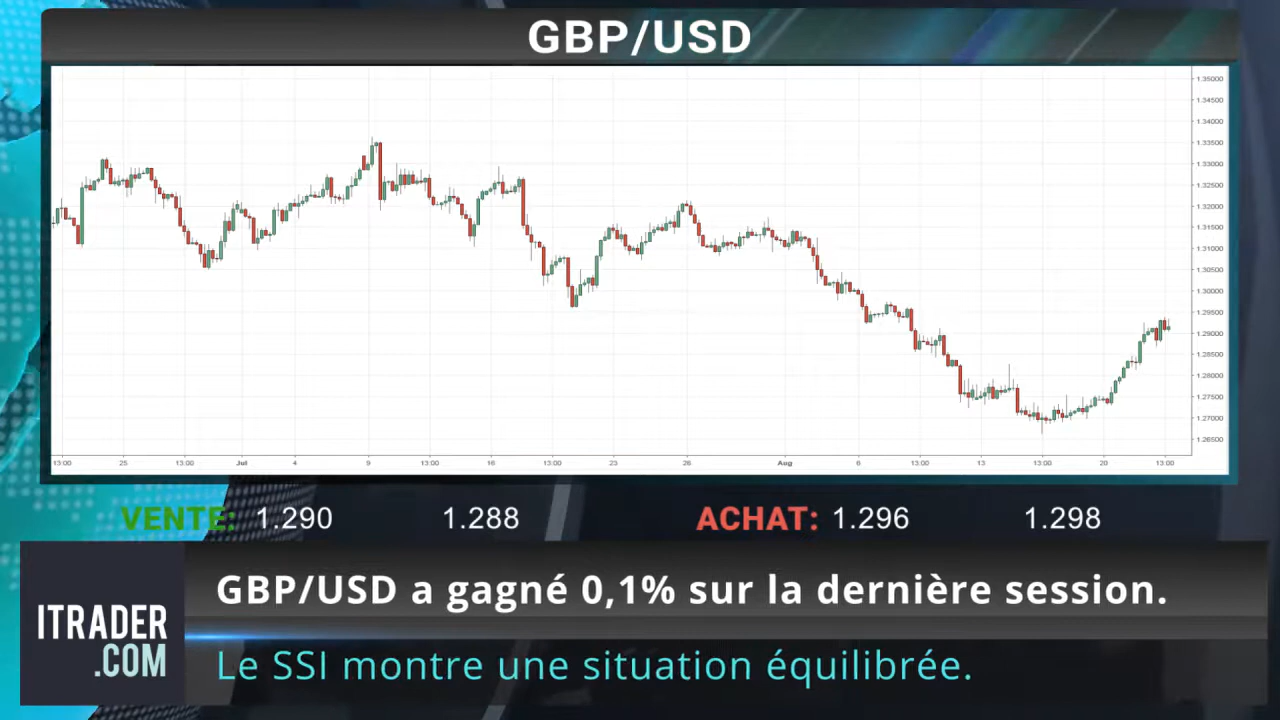 GBP/USD
1.35000
1.34500
1.34000
1.33500
1.33000
1.32500
1.32000
1.31500
1.31000
1.30500
1.30000
1.29500
1.29000
1.28500
1.28000
1.27500
1.27000
1.26500
13:00 25 13:00 Jul 4 9 13:00 16 13:00 23 26 Aug 6 13:00 13 13:00 20 13:00
VENTE: 1.290 1.288 ACHAT: 1.296 1.298
GBP/USD a gagné 0,1% sur la dernière session.
ITRADER
.COM
Le SSI montre une situation équilibrée.